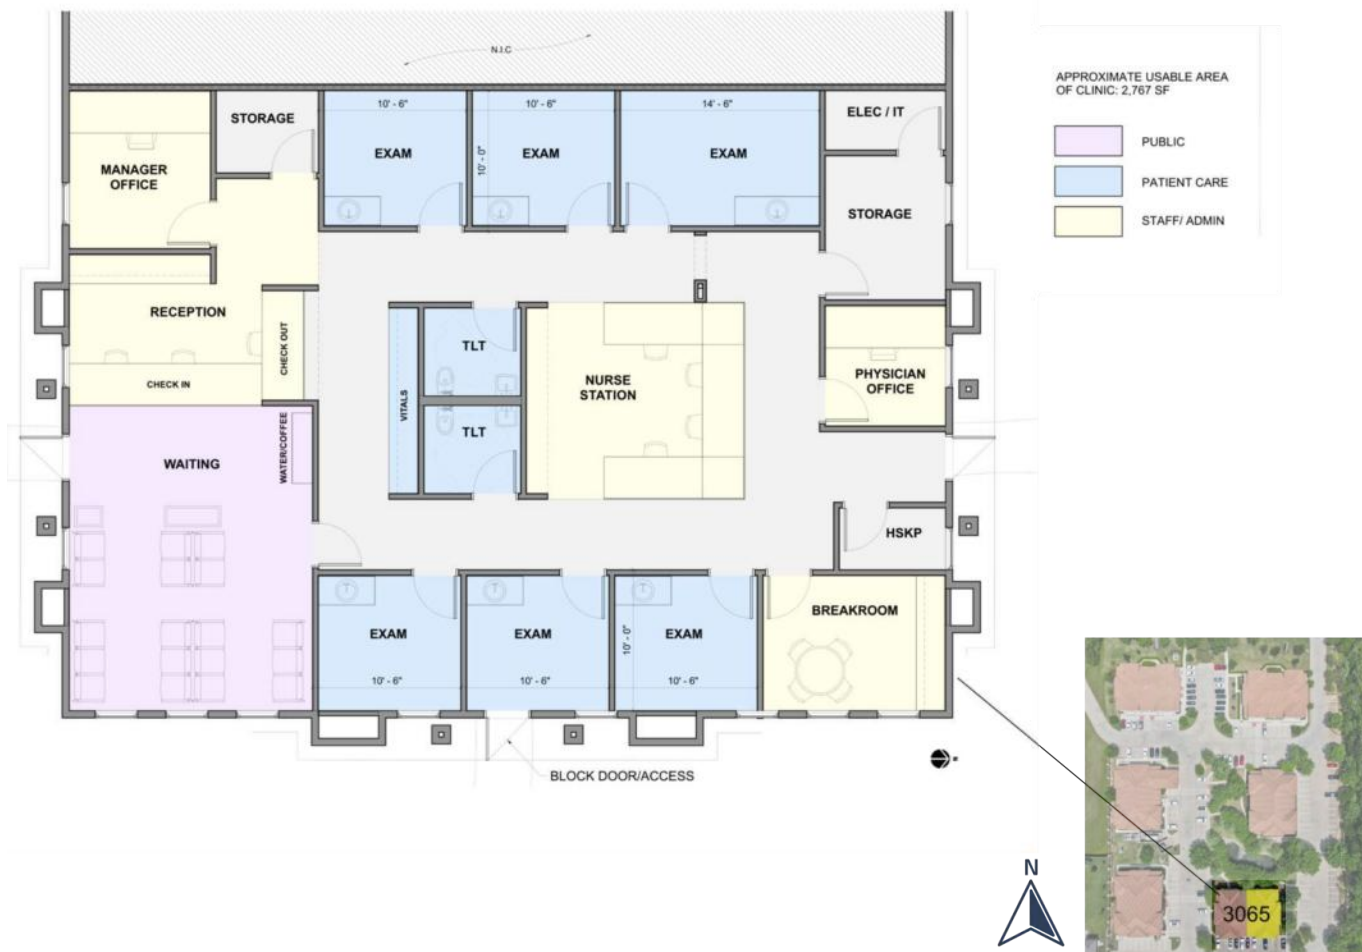 N.I.C
APPROXIMATE USABLE AREA
OF CLINIC: 2,767 SF
PUBLIC
PATIENT CARE
STAFF/ ADMIN
MANAGER
OFFICE
STORAGE
10' - 6"
EXAM
10' - 0"
10' - 6"
EXAM
14' - 6"
EXAM
ELEC / IT
STORAGE
RECEPTION
CHECK IN
CHECK OUT
VITALS
TLT
TLT
NURSE
STATION
PHYSICIAN
OFFICE
WAITING
WATER/COFFEE
HSKP
EXAM
10' - 6"
EXAM
10' - 6"
10' - 0"
EXAM
10' - 6"
BREAKROOM
BLOCK DOOR/ACCESS
N
3065